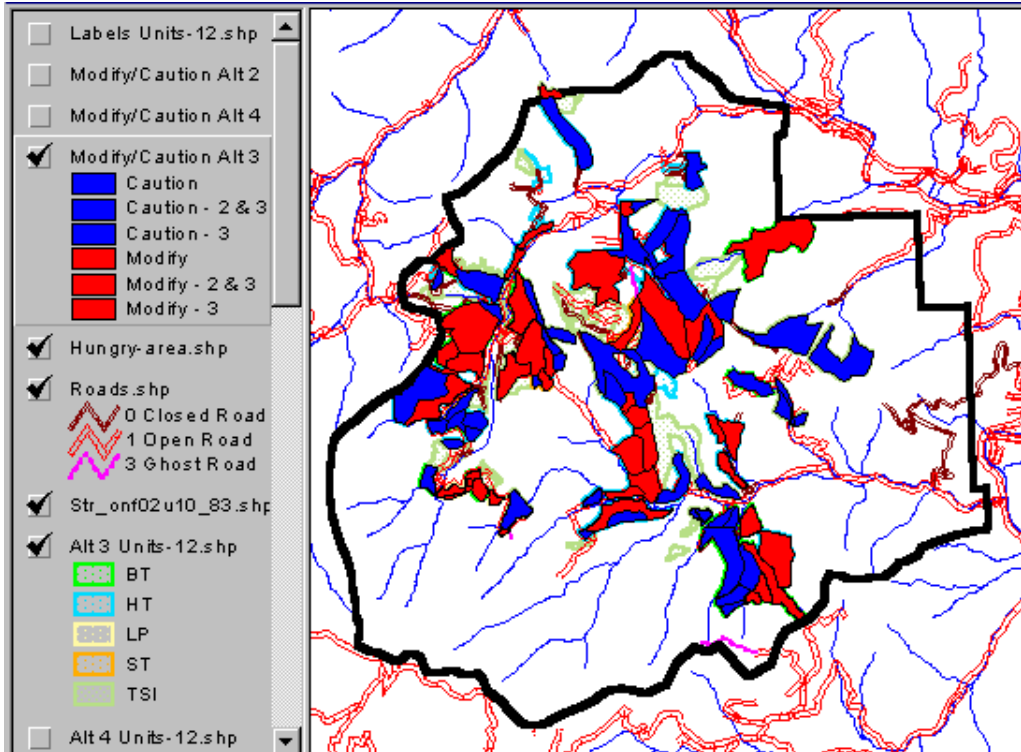 Labels Units-12.shp
Modify/Caution Alt 2
Modify/Caution Alt 4
Modify/Caution Alt 3
Caution
Caution - 2 & 3
Caution - 3
Modify
Modify - 2 & 3
Modify - 3
Hungry-area.shp
Roads.shp
0 Closed Road
1 Open Road
3 Ghost Road
Str_onf02u10_83.shp
Alt 3 Units-12.shp
BT
HT
LP
ST
TSI
Alt 4 Units-12.shp